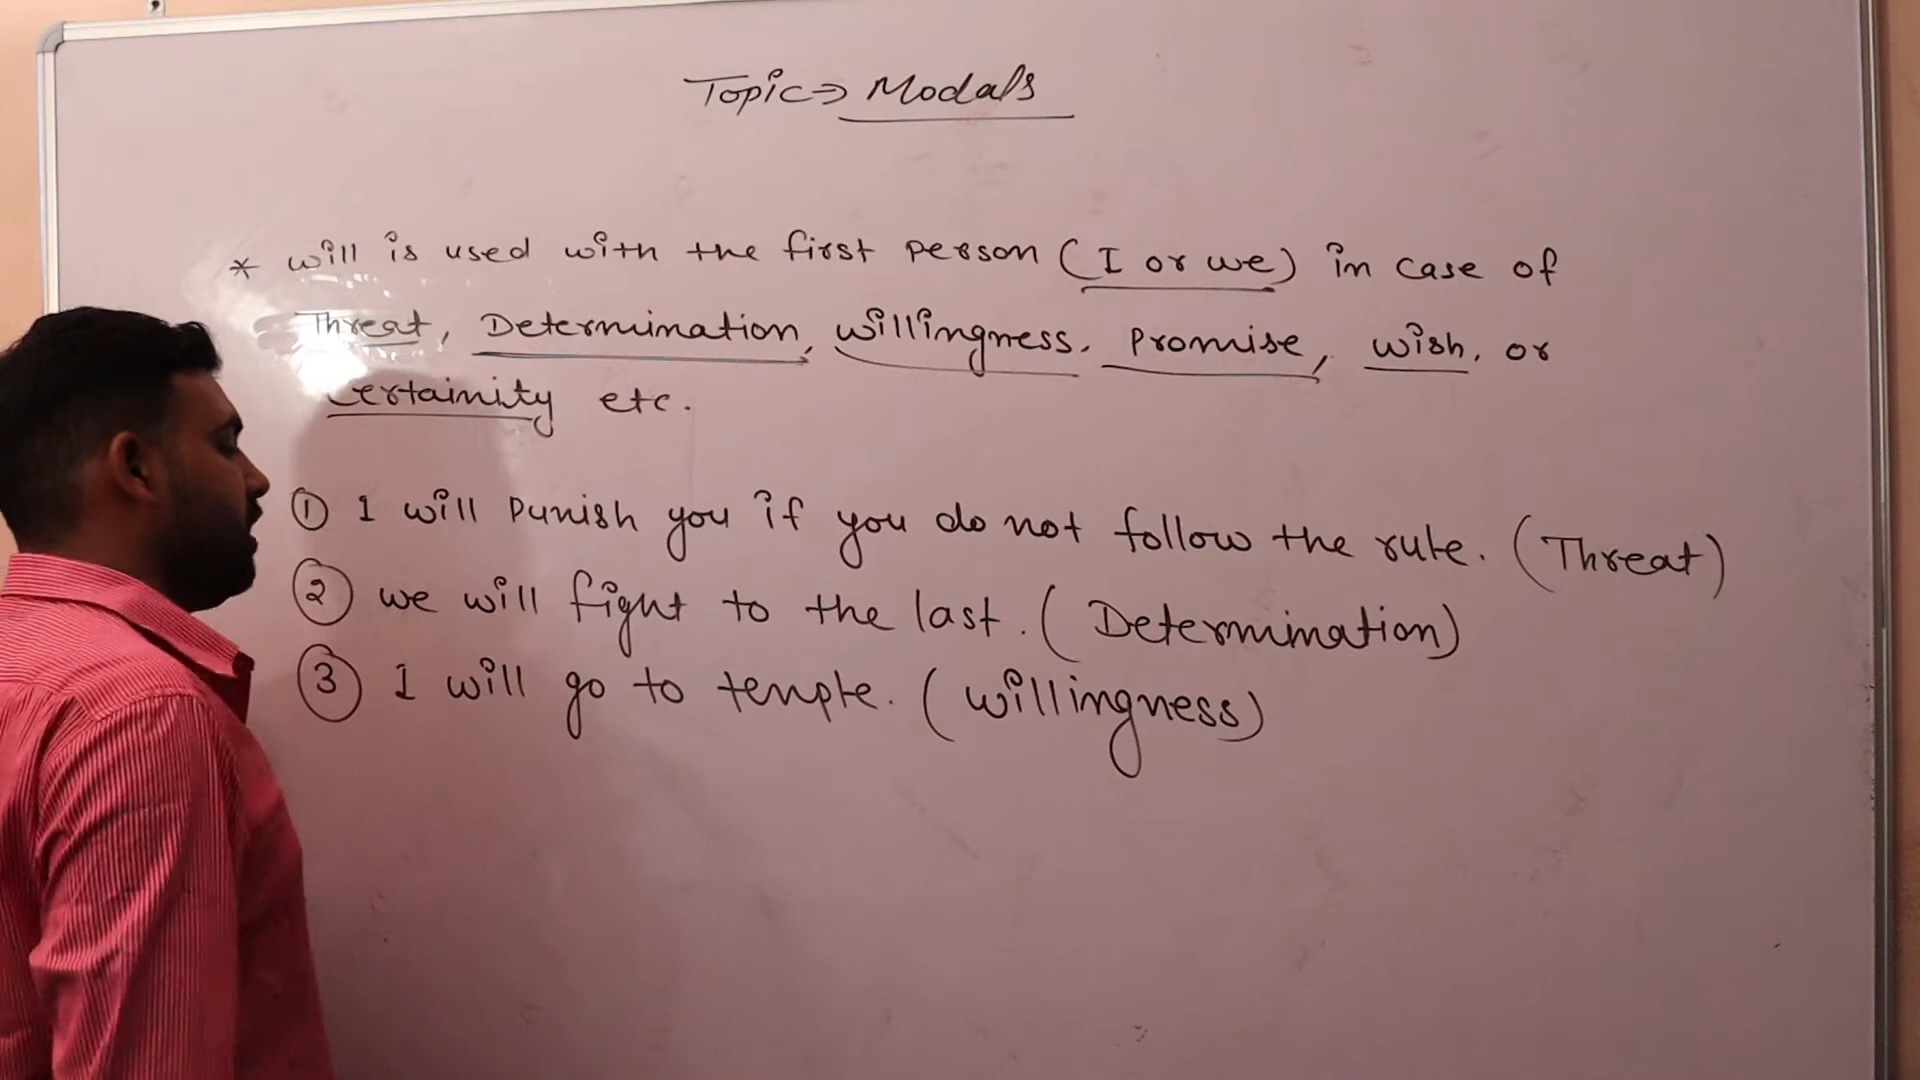 Topic ⇒ Modals
* will is used with the first person (I or we) in case of
Threat, Determination, willingness, Promise, wish, or
certainity etc.
① I will Punish you if you do not follow the rule. (Threat)
② we will fight to the last. (Determination)
③ I will go to temple. (willingness)